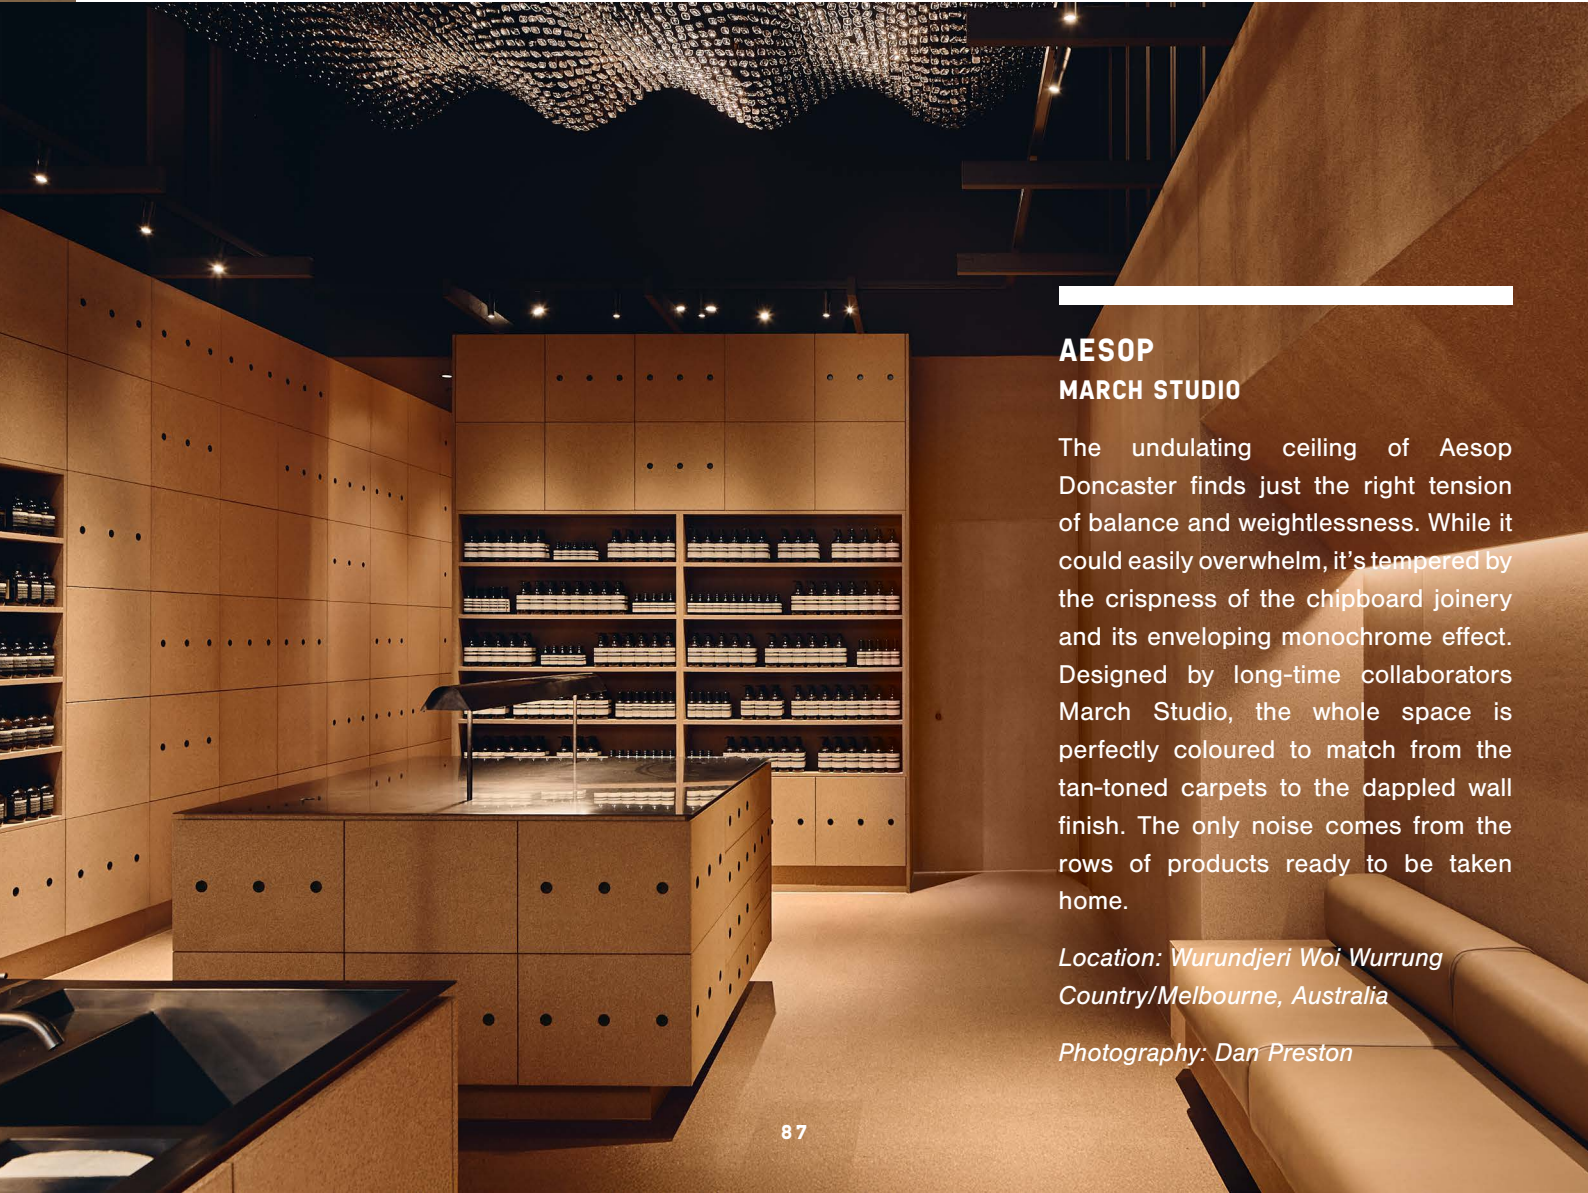 AESOP
MARCH STUDIO
The undulating ceiling of Aesop
Doncaster finds just the right tension
of balance and weightlessness. While it
could easily overwhelm, it’s tempered by
the crispness of the chipboard joinery
and its enveloping monochrome effect.
Designed by long-time collaborators
March Studio, the whole space is
perfectly coloured to match from the
tan-toned carpets to the dappled wall
finish. The only noise comes from the
rows of products ready to be taken
home.
Location: Wurundjeri Woi Wurrung
Country/Melbourne, Australia
Photography: Dan Preston
87